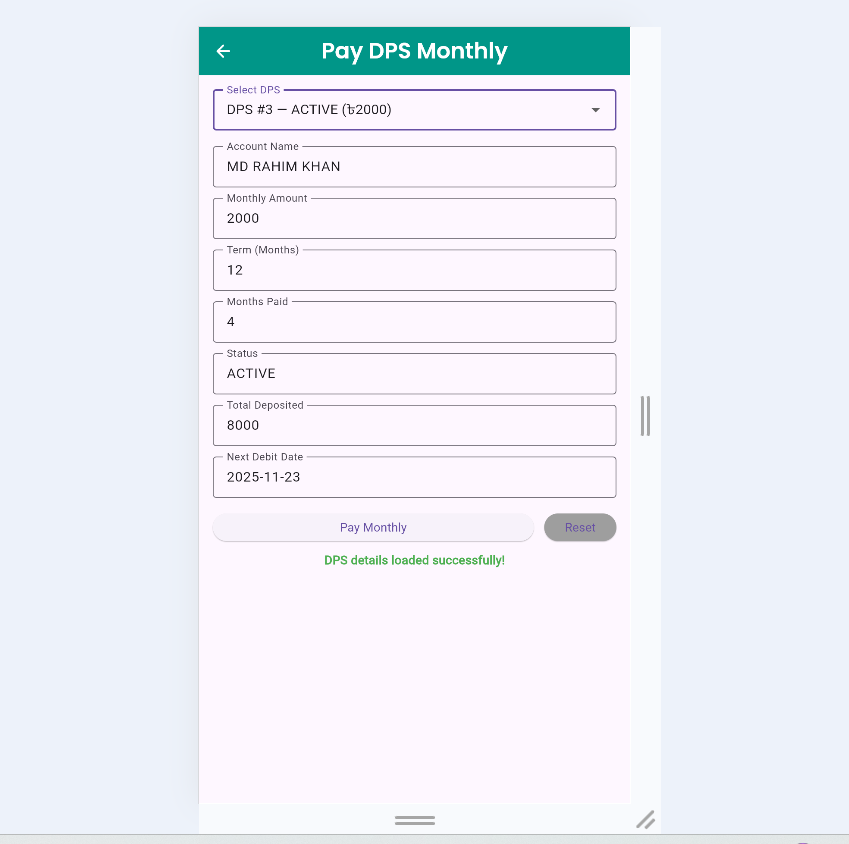 Pay DPS Monthly
Select DPS
DPS #3 — ACTIVE (৳2000)
Account Name
MD RAHIM KHAN
Monthly Amount
2000
Term (Months)
12
Months Paid
4
Status
ACTIVE
Total Deposited
8000
Next Debit Date
2025-11-23
Pay Monthly
Reset
DPS details loaded successfully!